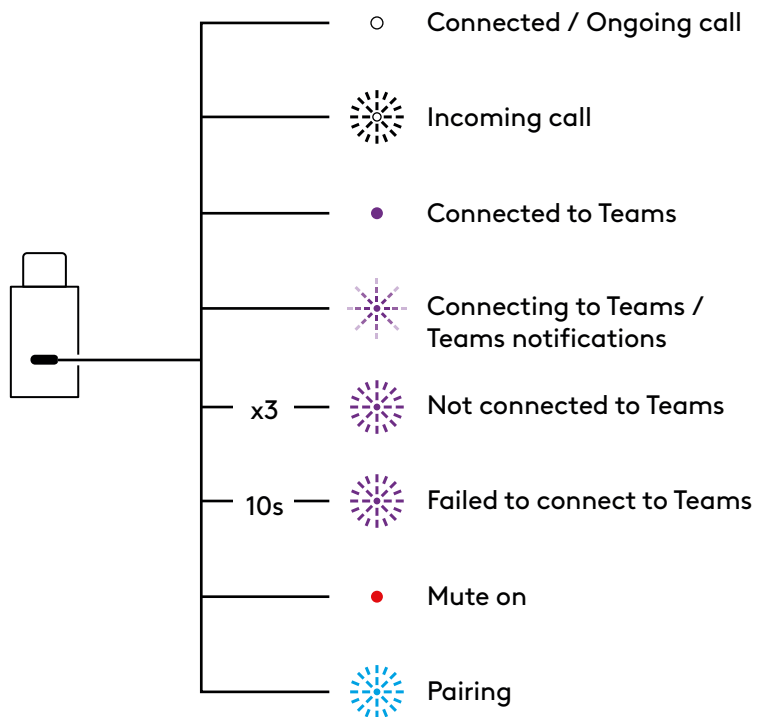 Connected / Ongoing call
Incoming call
Connected to Teams
Connecting to Teams /
Teams notifications
x3 Not connected to Teams
10s Failed to connect to Teams
Mute on
Pairing